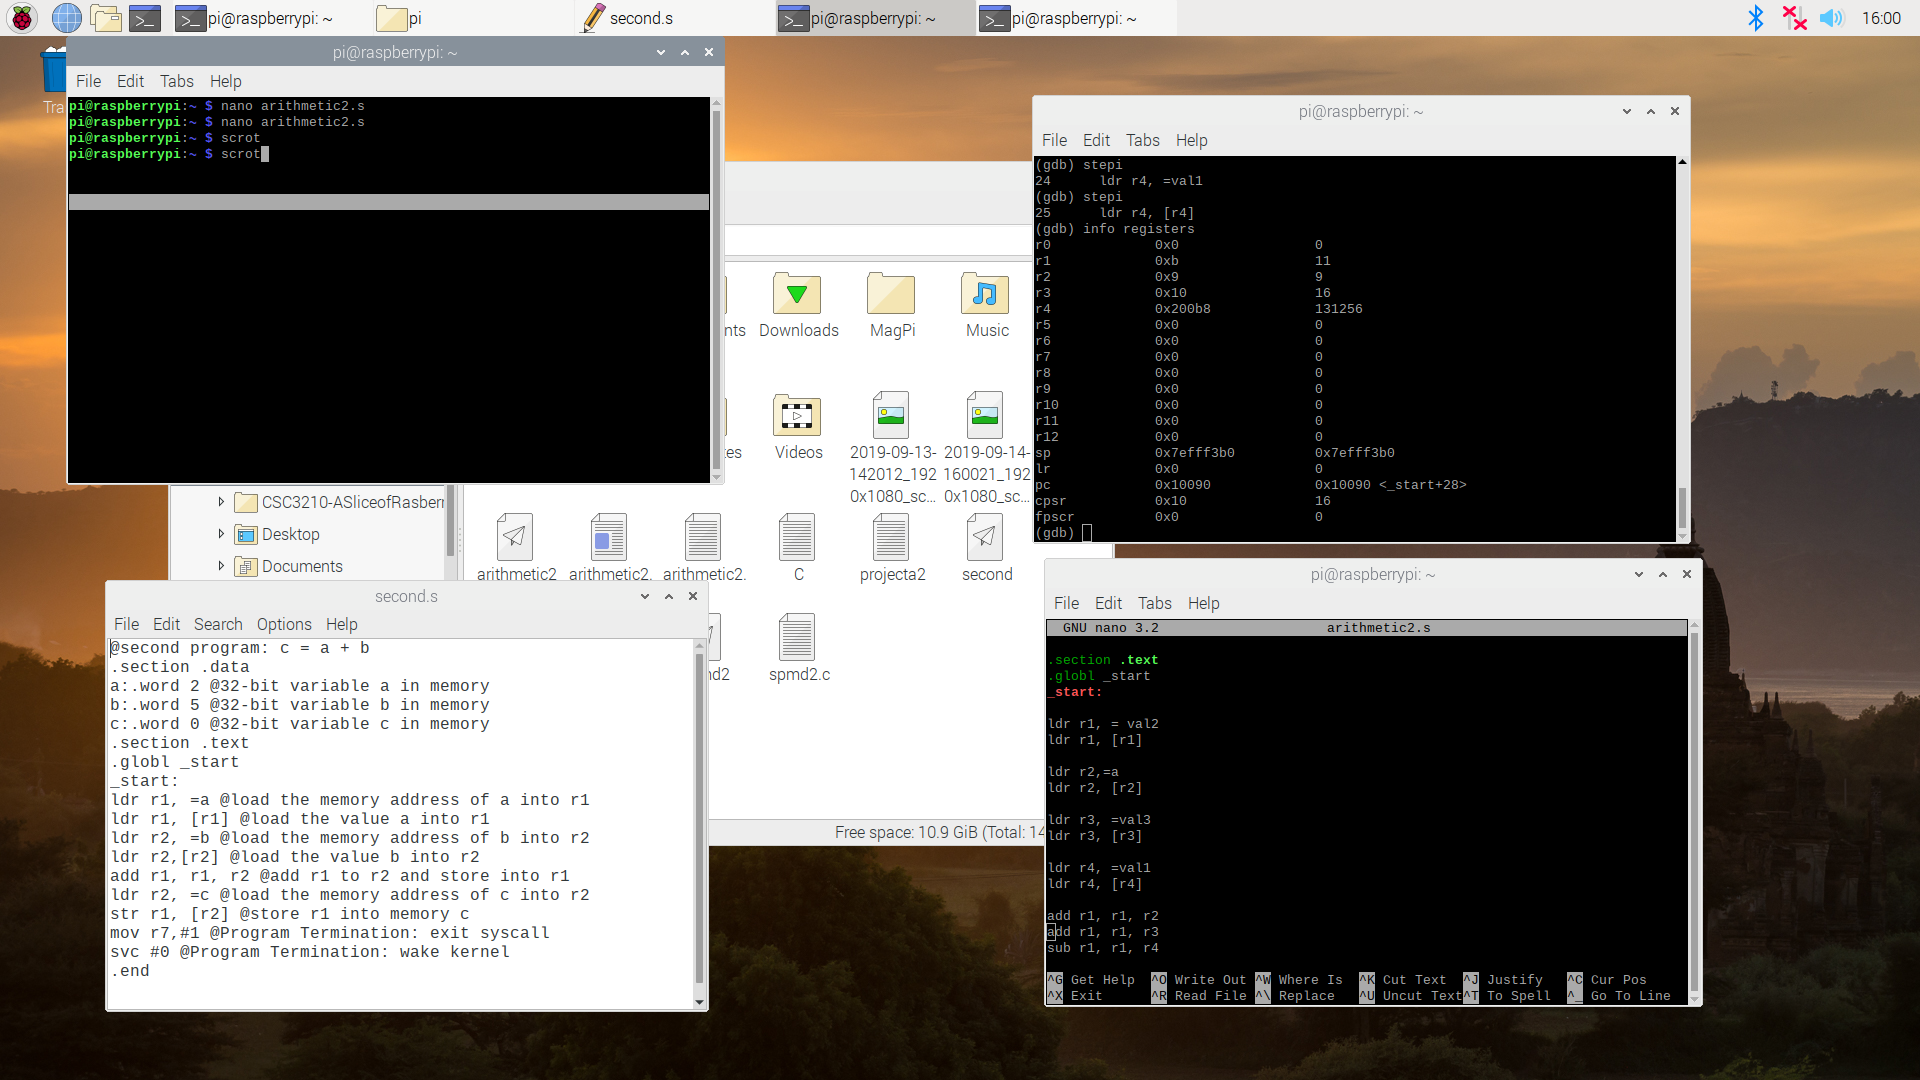 pi@raspberrypi: ~
pi
second.s
pi@raspberrypi: ~
pi@raspberrypi: ~
16:00
Tra
pi@raspberrypi: ~
File Edit Tabs Help
pi@raspberrypi:~ $ nano arithmetic2.s
pi@raspberrypi:~ $ nano arithmetic2.s
pi@raspberrypi:~ $ scrot
pi@raspberrypi:~ $ scrot
nts
Downloads
MagPi
Music
es
Videos
2019-09-13-
142012_192
0x1080_sc...
2019-09-14-
160021_192
0x1080_sc...
CSC3210-ASliceofRasberr
Desktop
Documents
arithmetic2
arithmetic2.
arithmetic2.
C
projecta2
second
md2
spmd2.c
Free space: 10.9 GiB (Total: 14
pi@raspberrypi: ~
File Edit Tabs Help
(gdb) stepi
24 ldr r4, =val1
(gdb) stepi
25 ldr r4, [r4]
(gdb) info registers
r0 0x0 0
r1 0xb 11
r2 0x9 9
r3 0x10 16
r4 0x200b8 131256
r5 0x0 0
r6 0x0 0
r7 0x0 0
r8 0x0 0
r9 0x0 0
r10 0x0 0
r11 0x0 0
r12 0x0 0
sp 0x7efff3b0 0x7efff3b0
lr 0x0 0
pc 0x10090 0x10090 <_start+28>
cpsr 0x10 16
fpscr 0x0 0
(gdb)
second.s
File Edit Search Options Help
@second program: c = a + b
.section .data
a:.word 2 @32-bit variable a in memory
b:.word 5 @32-bit variable b in memory
c:.word 0 @32-bit variable c in memory
.section .text
.globl _start
_start:
ldr r1, =a @load the memory address of a into r1
ldr r1, [r1] @load the value a into r1
ldr r2, =b @load the memory address of b into r2
ldr r2,[r2] @load the value b into r2
add r1, r1, r2 @add r1 to r2 and store into r1
ldr r2, =c @load the memory address of c into r2
str r1, [r2] @store r1 into memory c
mov r7,#1 @Program Termination: exit syscall
svc #0 @Program Termination: wake kernel
.end
pi@raspberrypi: ~
File Edit Tabs Help
GNU nano 3.2 arithmetic2.s
.section .text
.globl _start
_start:
ldr r1, = val2
ldr r1, [r1]
ldr r2,=a
ldr r2, [r2]
ldr r3, =val3
ldr r3, [r3]
ldr r4, =val1
ldr r4, [r4]
add r1, r1, r2
add r1, r1, r3
sub r1, r1, r4
^G Get Help ^O Write Out ^W Where Is ^K Cut Text ^J Justify ^C Cur Pos
^X Exit ^R Read File ^\ Replace ^U Uncut Text ^T To Spell ^_ Go To Line